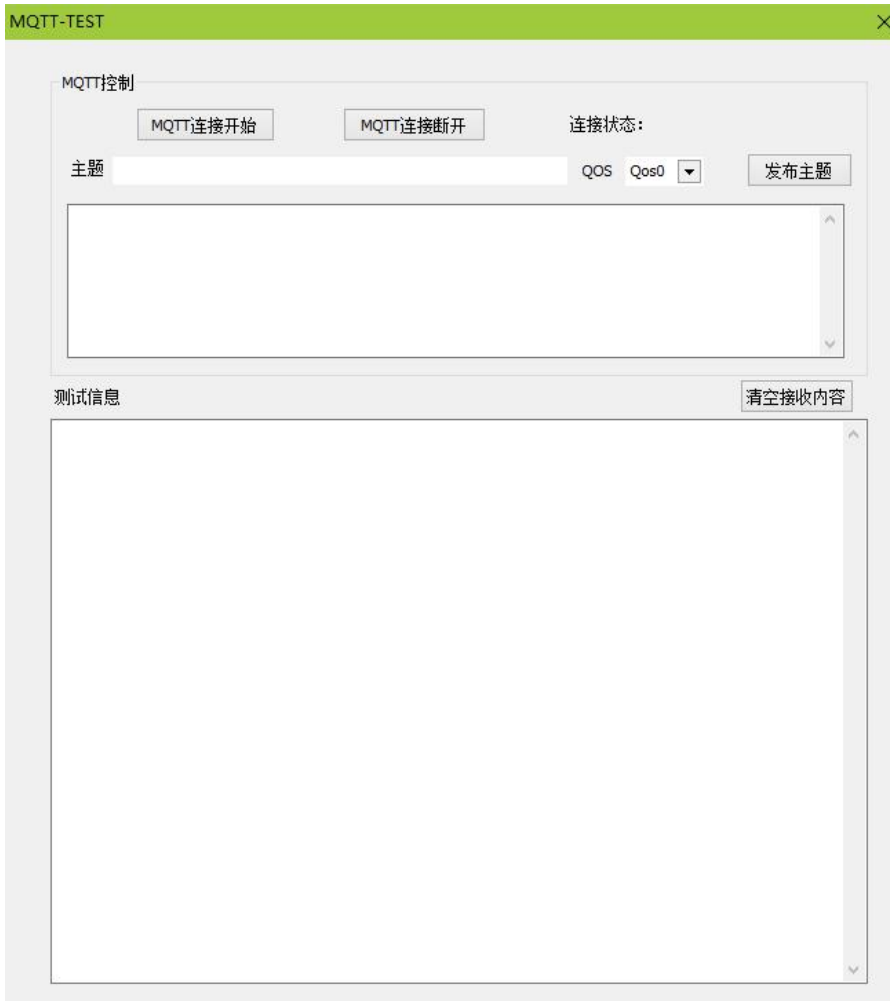 MQTT-TEST
MQTT控制
MQTT连接开始 MQTT连接断开 连接状态：
主题 QOS Qos0 发布主题
测试信息 清空接收内容